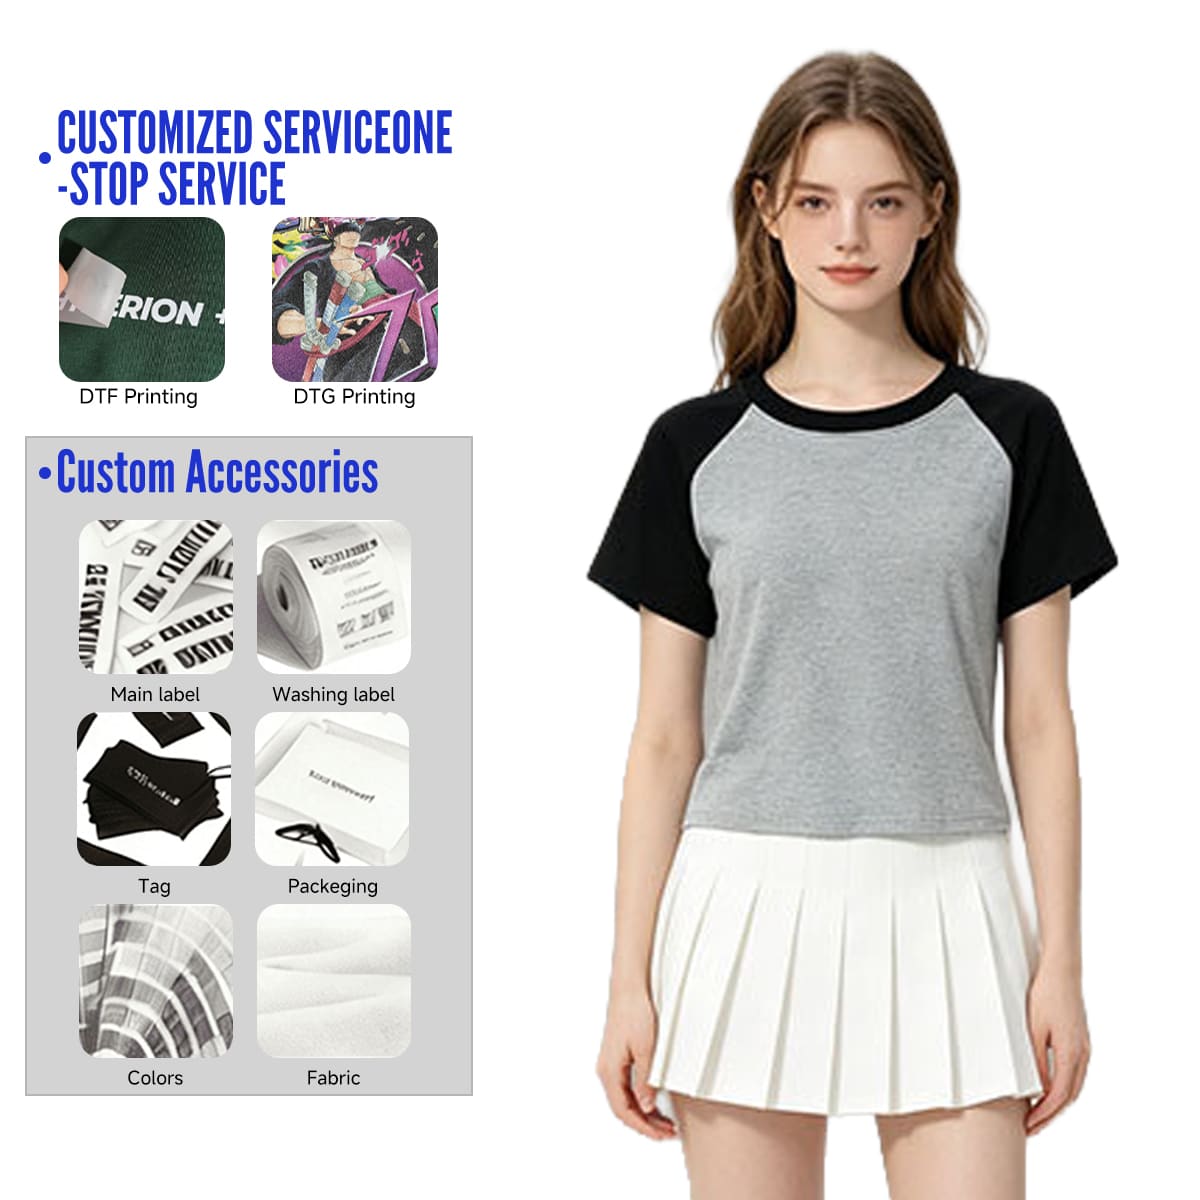 • CUSTOMIZED SERVICEONE
-STOP SERVICE
ERION +
DTF Printing
DTG Printing
• Custom Accessories
Main label
Washing label
Tag
Packeging
Colors
Fabric